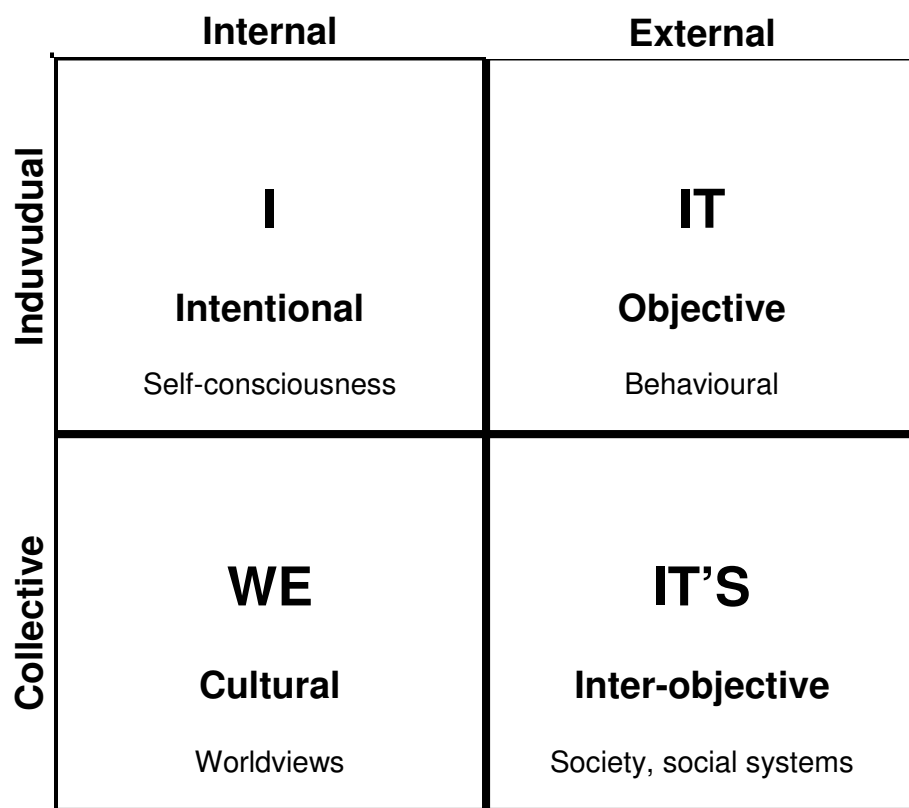 Internal
External
Induvudual
I
Intentional
Self-consciousness
IT
Objective
Behavioural
Collective
WE
Cultural
Worldviews
IT’S
Inter-objective
Society, social systems